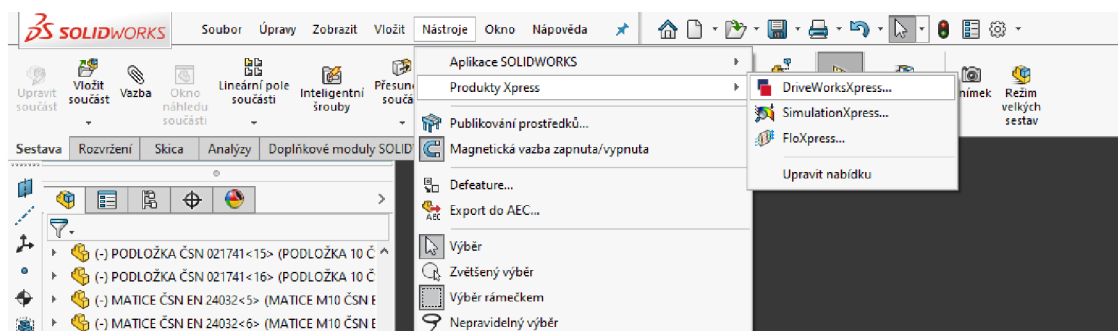 SOLIDWORKS Soubor Úpravy Zobrazit Vložit Nástroje Okno Nápověda
Upravit součást
Vložit součást
Vazba
Okno náhledu součásti
Lineární pole součásti
Inteligentní šrouby
Přesun
součá
nímek
Režim velkých sestav
Sestava Rozvržení Skica Analýzy Doplňkové moduly SOLID
Aplikace SOLIDWORKS
Produkty Xpress
Publikování prostředků...
Magnetická vazba zapnuta/vypnuta
Defeature...
AEC Export do AEC...
Výběr
Zvětšený výběr
Výběr rámečkem
Nepravidelný výběr
DriveWorksXpress...
SimulationXpress...
FloXpress...
Upravit nabídku
(-) PODLOŽKA ČSN 021741<15> (PODLOŽKA 10 Č
(-) PODLOŽKA ČSN 021741<16> (PODLOŽKA 10 Č
(-) MATICE ČSN EN 24032<5> (MATICE M10 ČSN E
(-) MATICE ČSN EN 24032<6> (MATICE M10 ČSN E